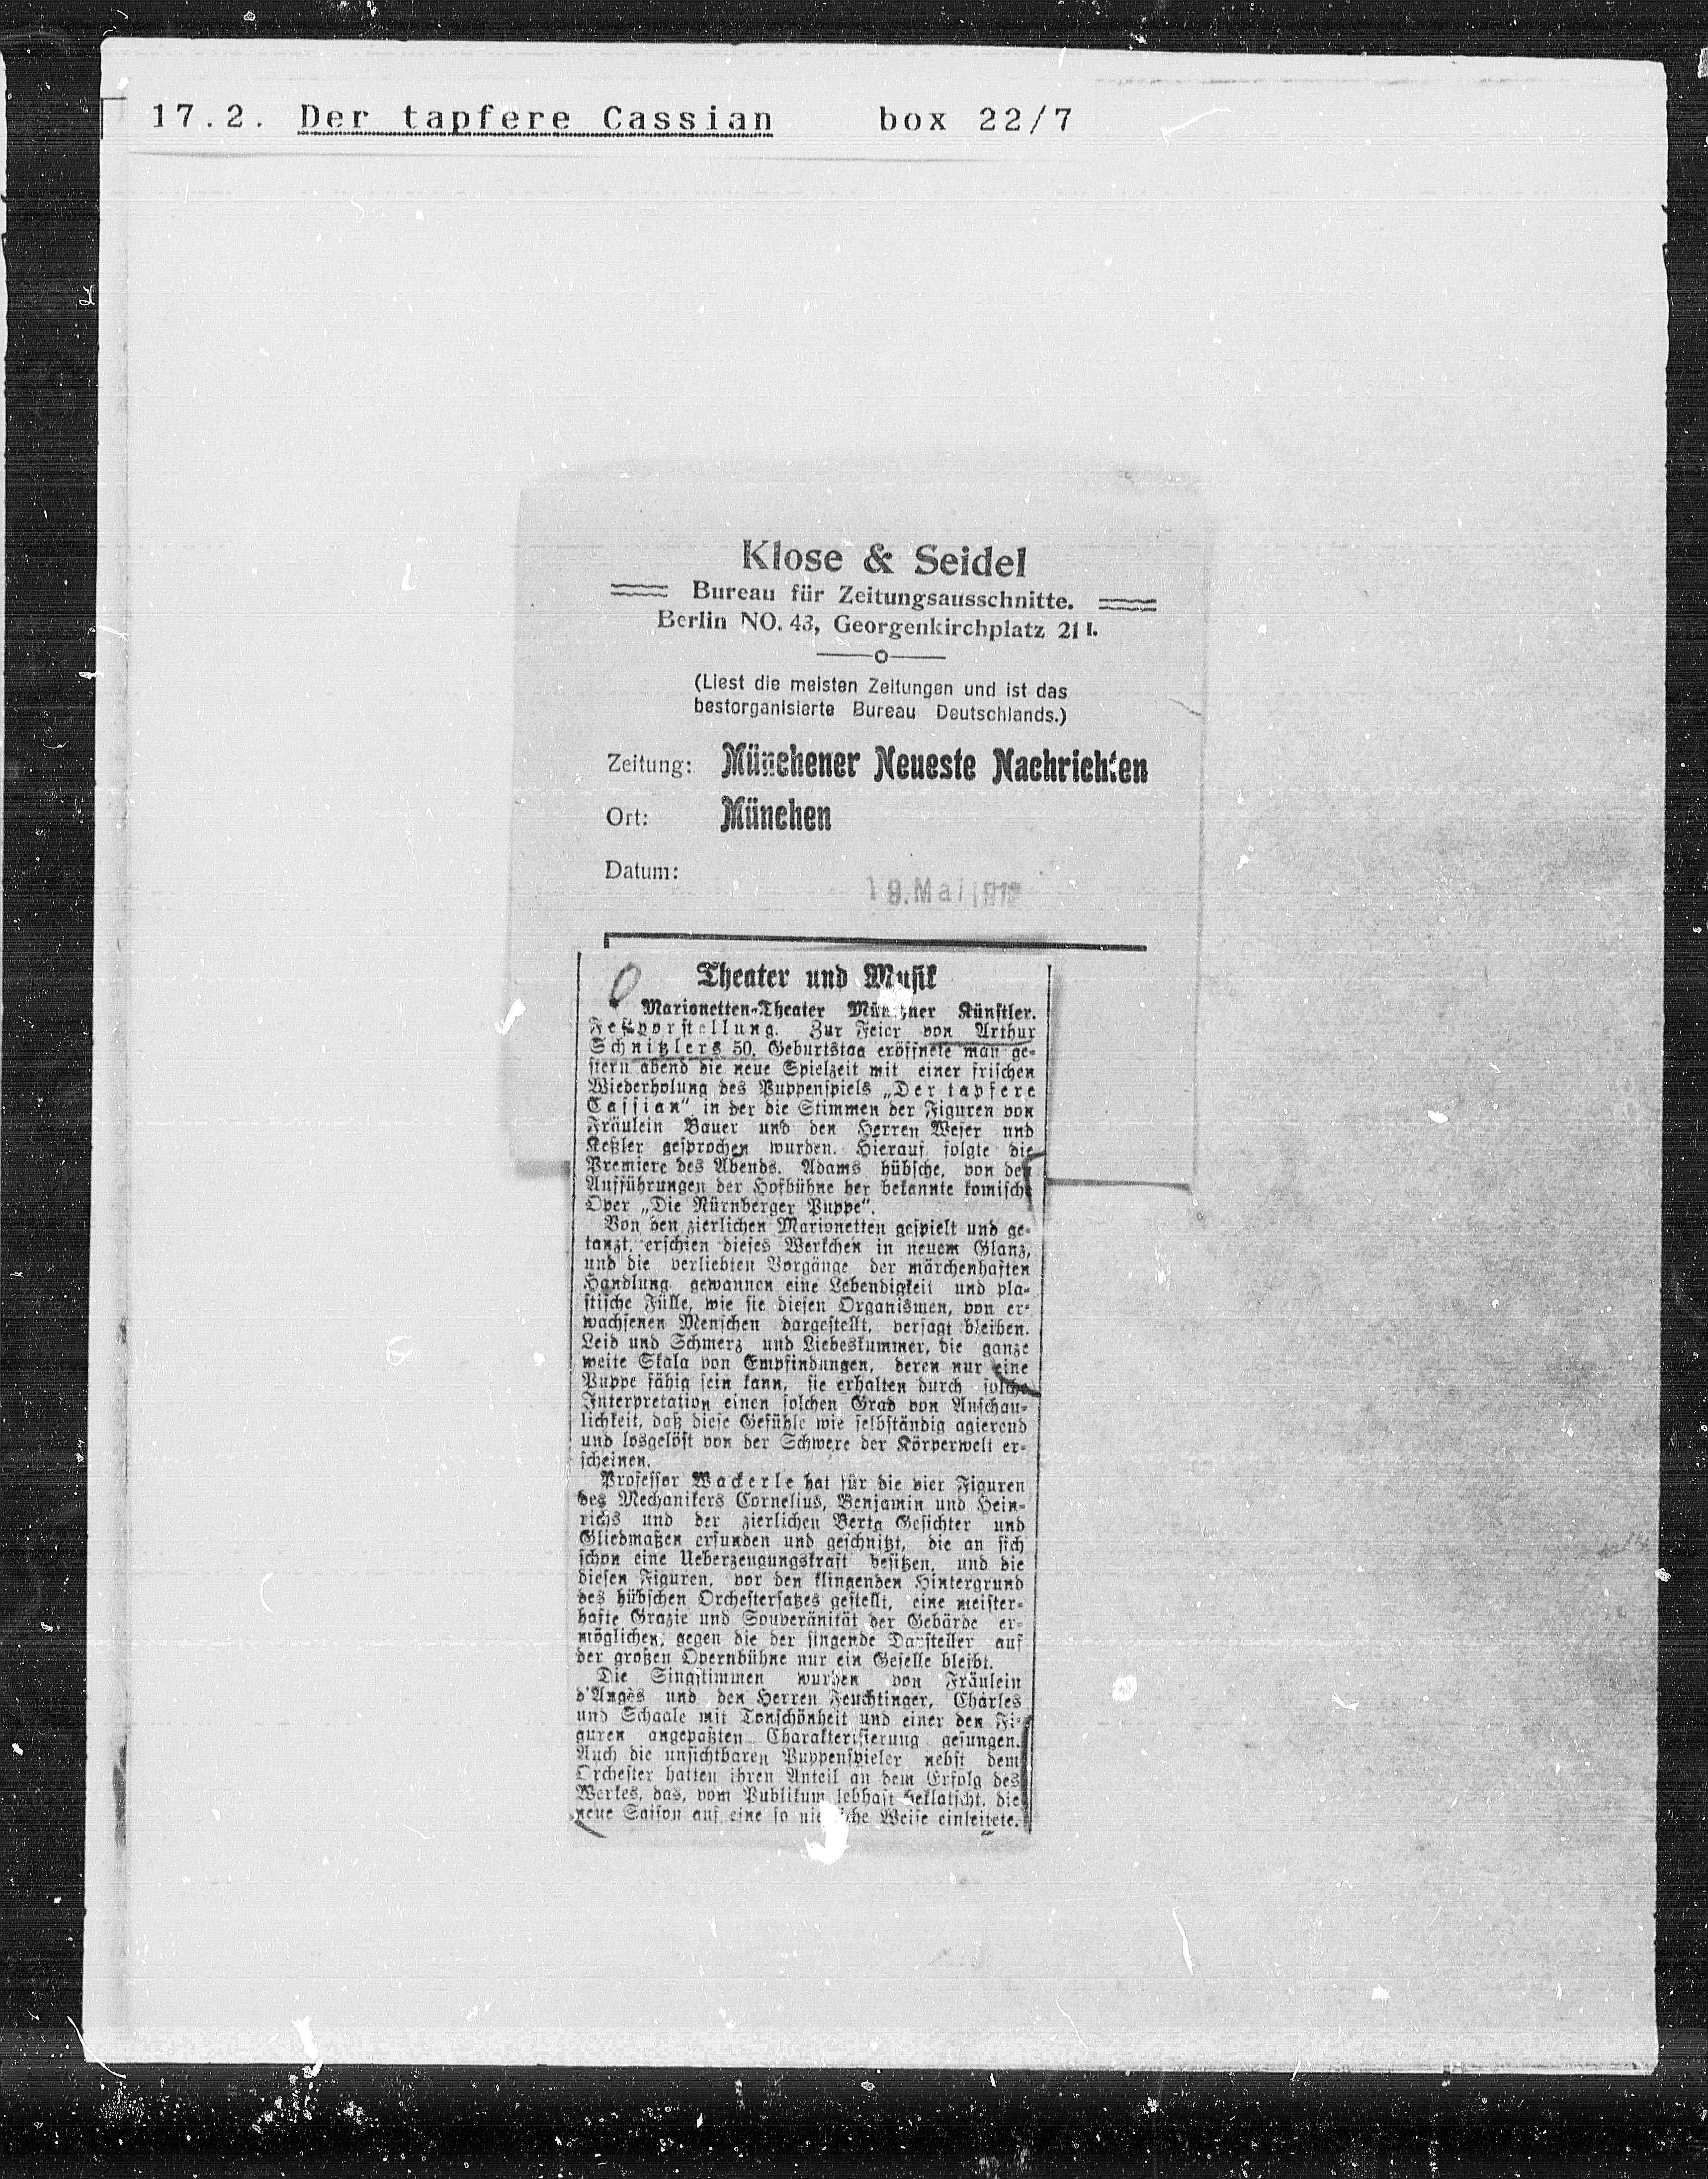 17.2. Der tapfere Cassian box 22/7
Klose & Seidel
Bureau für Zeitungsausschnitte.
Berlin NO. 43, Georgenkirchplatz 21 I.
(Liest die meisten Zeitungen und ist das
bestorganisierte Bureau Deutschlands.)
Zeitung: Münchener Neueste Nachrichten
Ort: München
Datum:
Mai
Theater und Musik
Marionetten-Theater Münchner Künstler.
Festvorstellung. Zur Feier von Arthur
Schnitzlers 50. Geburtstag eröffnete man ge-
stern abend die neue Spielzeit mit einer frischen
Wiederholung des Puppenspiels „Der tapfere
Cassian“ in der die Stimmen der Figuren von
Fräulein Bauer und den Herren Weser und
Keßler gesprochen wurden. Hierauf folgte die
Premiere des Abends. Adams hübsche, von den
Aufführungen der Hofbühne her bekannte komische
Oper „Die Nürnberger Puppe“.
Von den zierlichen Marionetten gespielt und ge-
tanzt, erschien dieses Werkchen in neuem Glanz,
und die verliebten Vorgänge der märchenhaften
Handlung gewannen eine Lebendigkeit und pla-
stische Fülle, wie sie diesen Organismen, von er-
wachsenen Menschen dargestellt, versagt bleiben.
Leid und Schmerz und Liebeskummer, die ganze
weite Skala von Empfindungen, deren nur eine
Puppe fähig sein kann, sie erhalten durch solche
Interpretation einen solchen Grad von Anschau-
lichkeit, daß diese Gefühle wie selbständig agierend
und losgelöst von der Schwere der Körperwelt er-
scheinen.
Professor Wackerle hat für die vier Figuren
des Mechanikers Cornelius, Benjamin und Hein-
richs und der zierlichen Berta Gesichter und
Gliedmaßen erfunden und geschnitzt, die an sich
schon eine Ueberzeugungskraft besitzen, und die
diesen Figuren, vor den klingenden Hintergrund
des hübschen Orchestersatzes gestellt, eine meister-
hafte Grazie und Souveränität der Gebärde er-
möglichen, gegen die der singende Darsteller auf
der großen Opernbühne nur ein Geselle bleibt.
Die Singstimmen wurden von Fräulein
d'Angès und den Herren Feuchtinger, Charles
und Schaale mit Tonschönheit und einer den Fi-
guren angepaßten Charakterisierung gesungen.
Auch die unsichtbaren Puppenspieler nebst dem
Orchester hatten ihren Anteil an dem Erfolg des
Werkes, das, vom Publikum lebhaft beklatscht, die
neue Saison auf eine so niedliche Weise einleitete.